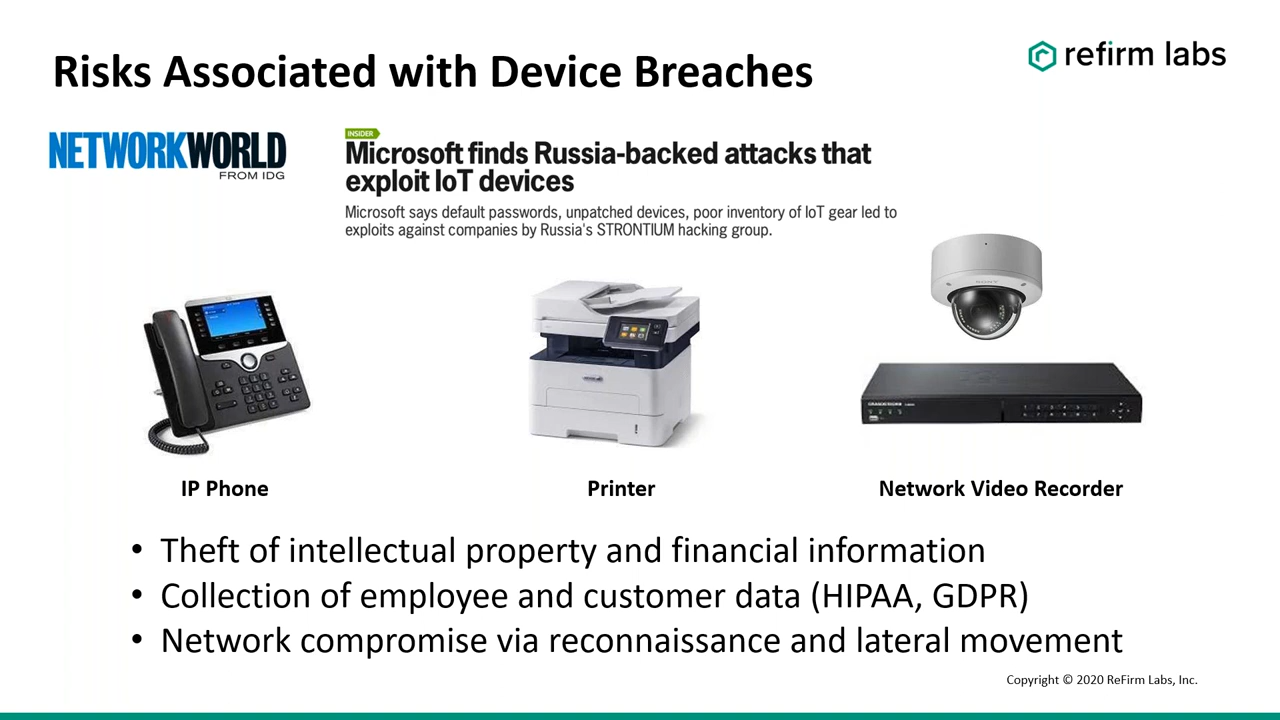 Risks Associated with Device Breaches
refirm labs
NETWORKWORLD
FROM IDG
INSIDER
Microsoft finds Russia-backed attacks that
exploit IoT devices
Microsoft says default passwords, unpatched devices, poor inventory of IoT gear led to
exploits against companies by Russia's STRONTIUM hacking group.
SONY
IP Phone
Printer
Network Video Recorder
• Theft of intellectual property and financial information
• Collection of employee and customer data (HIPAA, GDPR)
• Network compromise via reconnaissance and lateral movement
Copyright © 2020 ReFirm Labs, Inc.